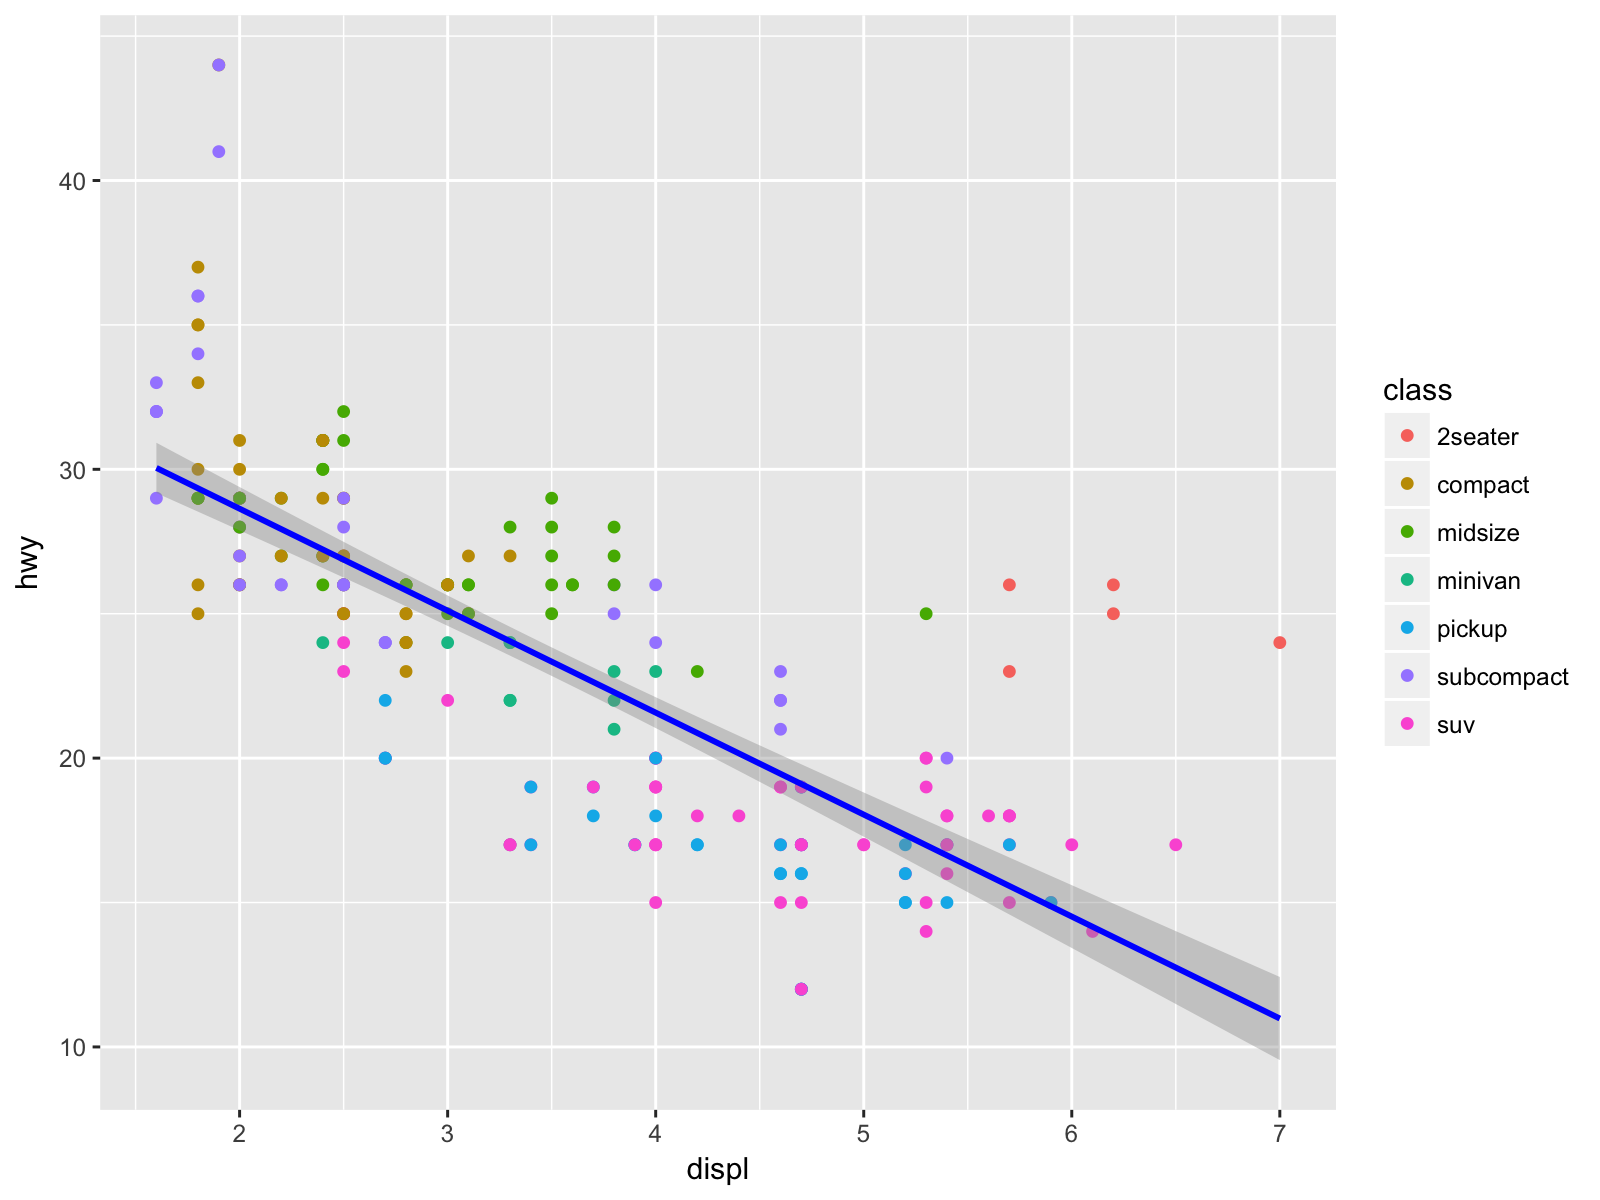 hwy
40
30
20
10
2 3 4 5 6 7
displ
class
2seater
compact
midsize
minivan
pickup
subcompact
suv